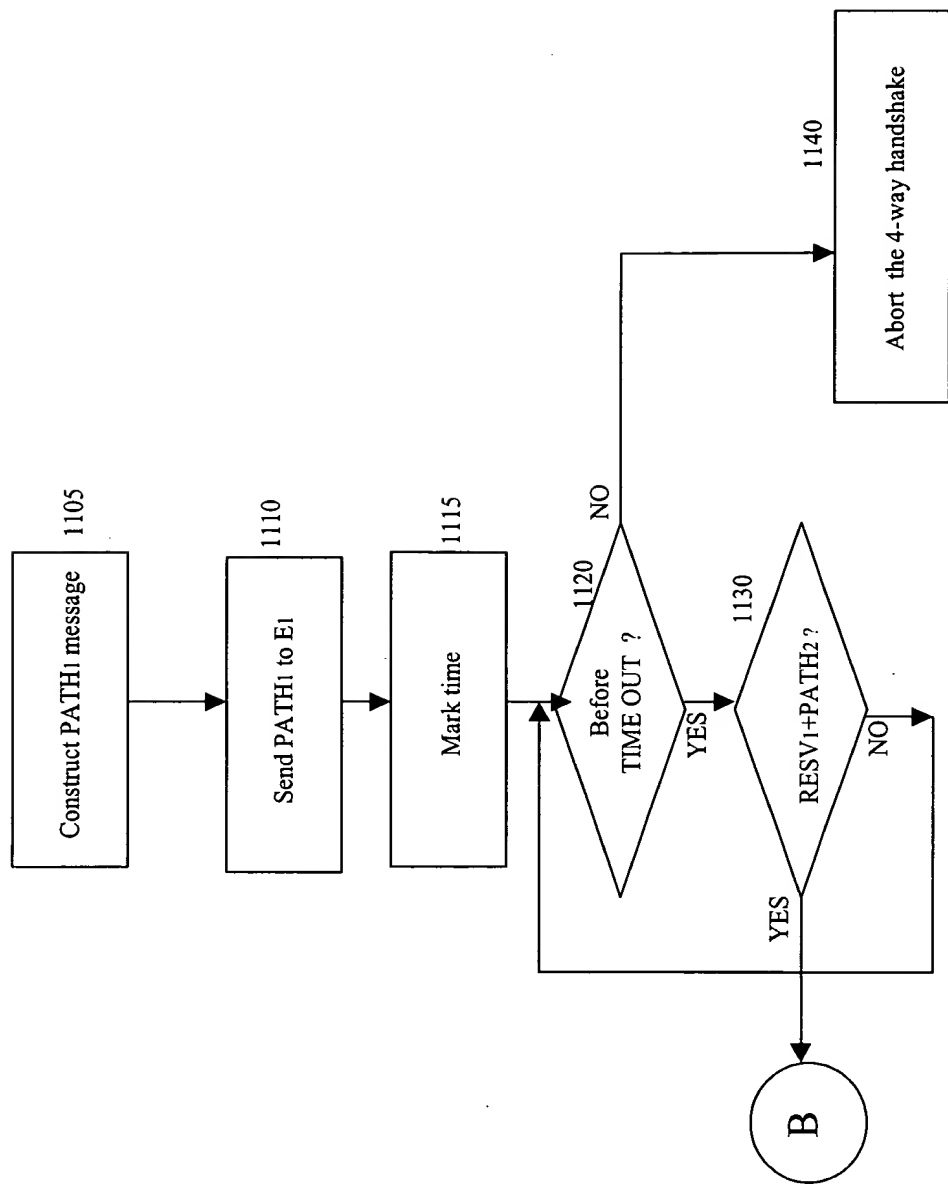 Construct PATH1 message
1105
Send PATH1 to E1
1110
Mark time
1115
Before
TIME OUT ?
1120
NO
YES
RESV1+PATH2 ?
1130
YES
NO
Abort the 4-way handshake
1140
B